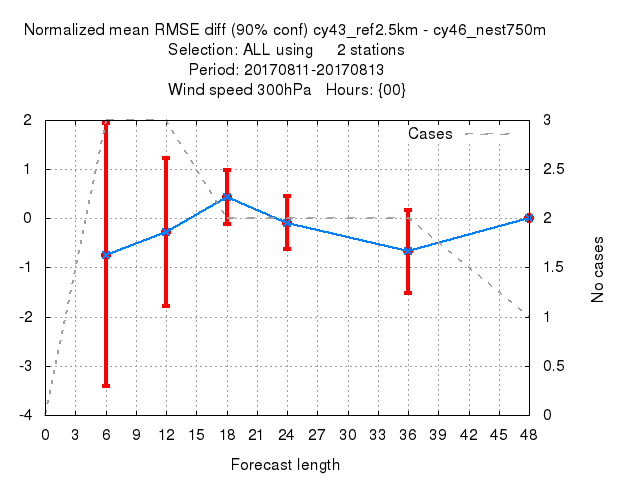 Normalized mean RMSE diff (90% conf) cy43_ref2.5km - cy46_nest750m
Selection: ALL using     2 stations
Period: 20170811-20170813
Wind speed 300hPa   Hours: {00}
Cases
2
1
0
-1
-2
-3
-4
3
2.5
2
1.5
1
0.5
0
No cases
0 3 6 9 12 15 18 21 24 27 30 33 36 39 42 45 48
Forecast length